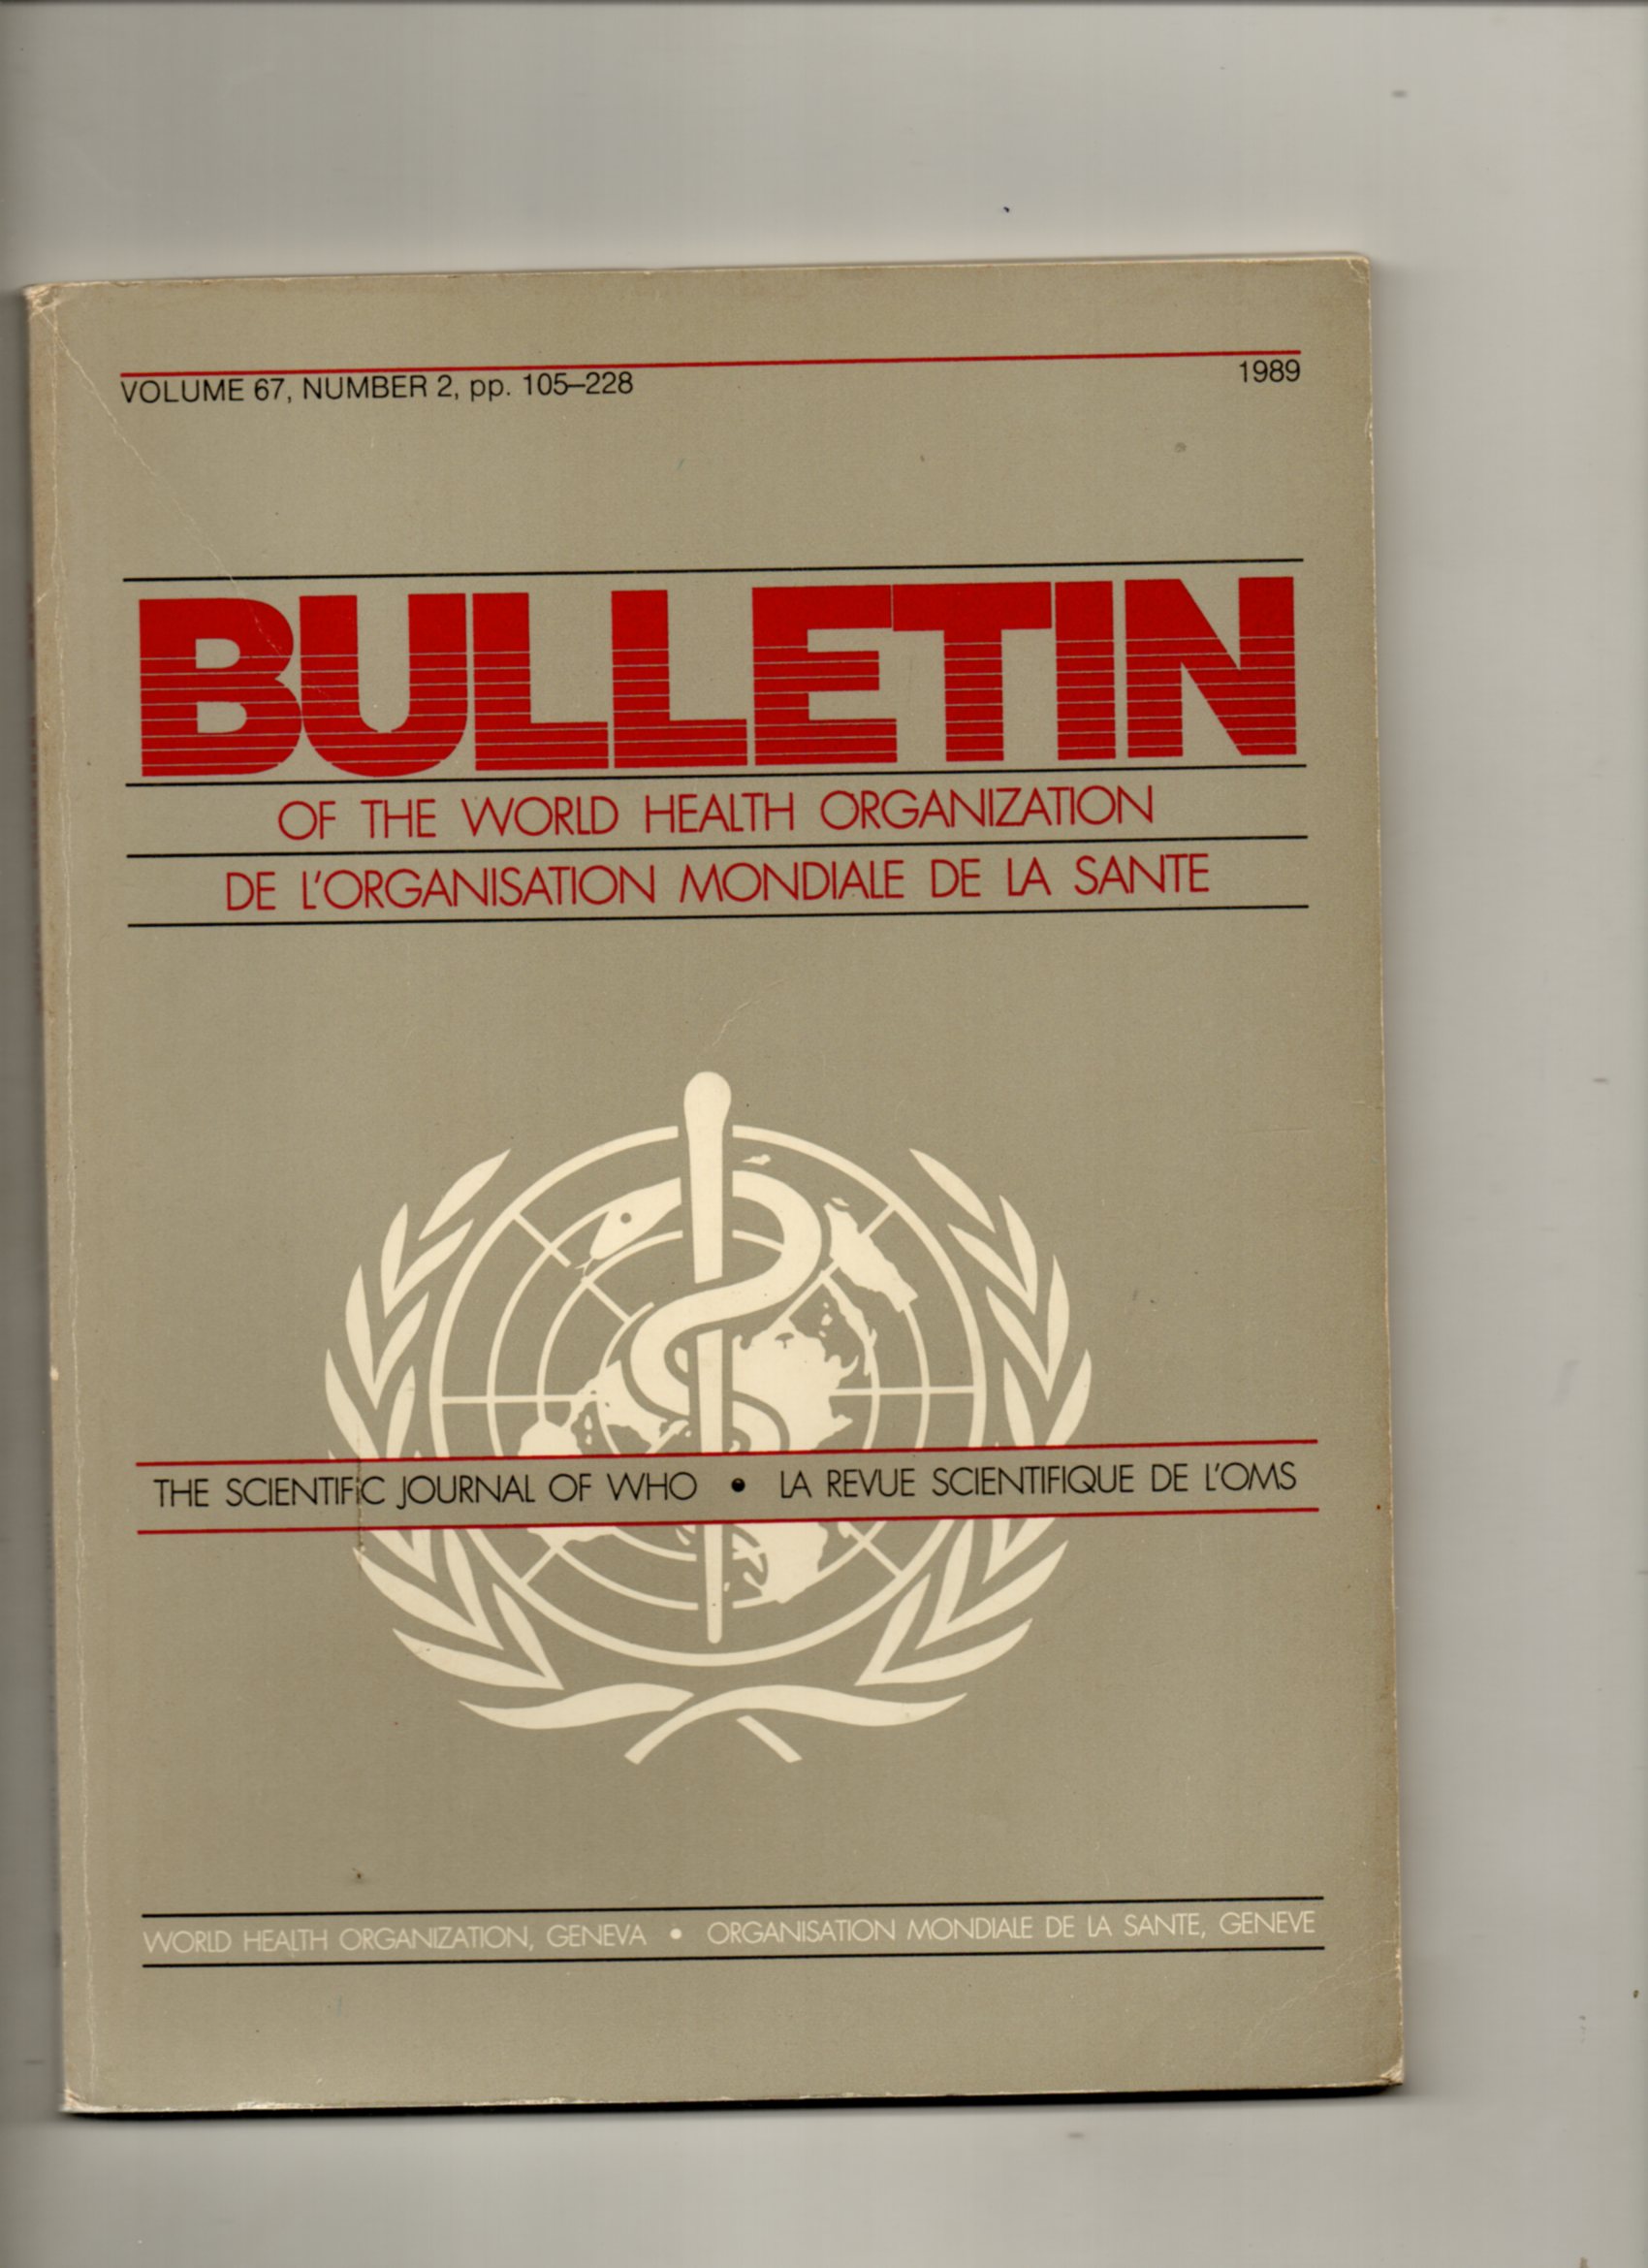 VOLUME 67, NUMBER 2, pp. 105–228 1989
BULLETIN
OF THE WORLD HEALTH ORGANIZATION
DE L'ORGANISATION MONDIALE DE LA SANTE
THE SCIENTIFIC JOURNAL OF WHO • LA REVUE SCIENTIFIQUE DE L'OMS
WORLD HEALTH ORGANIZATION, GENEVA • ORGANISATION MONDIALE DE LA SANTE, GENEVE